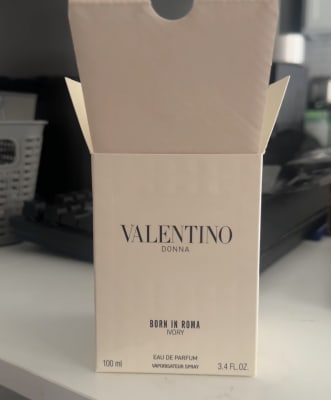 VALENTINO
DONNA
BORN IN ROMA
IVORY
EAU DE PARFUM
100 ml VAPORISATEUR SPRAY 3.4 FL.OZ.